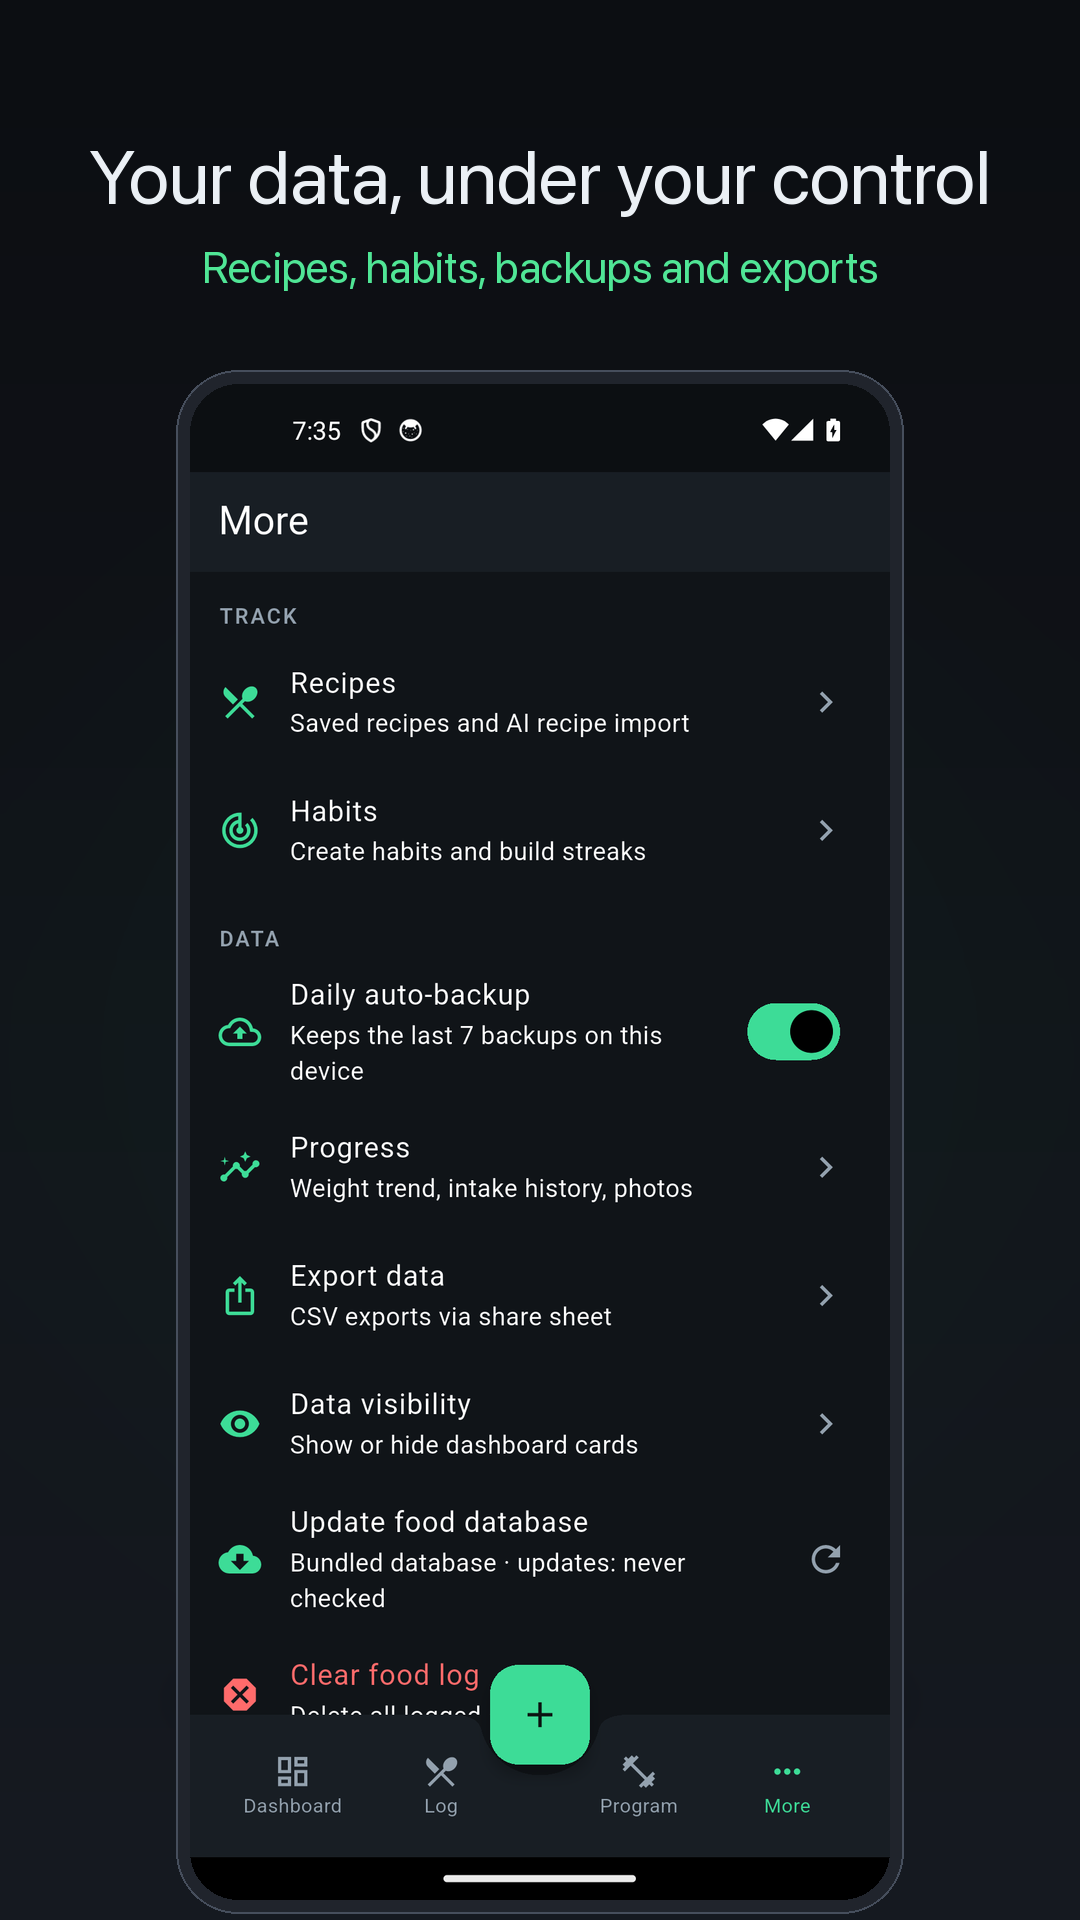 Your data, under your control
Recipes, habits, backups and exports
7:35
More
TRACK
Recipes
Saved recipes and AI recipe import
Habits
Create habits and build streaks
DATA
Daily auto-backup
Keeps the last 7 backups on this
device
Progress
Weight trend, intake history, photos
Export data
CSV exports via share sheet
Data visibility
Show or hide dashboard cards
Update food database
Bundled database · updates: never
checked
Clear food log
Delete all logged
Dashboard
Log
Program
More